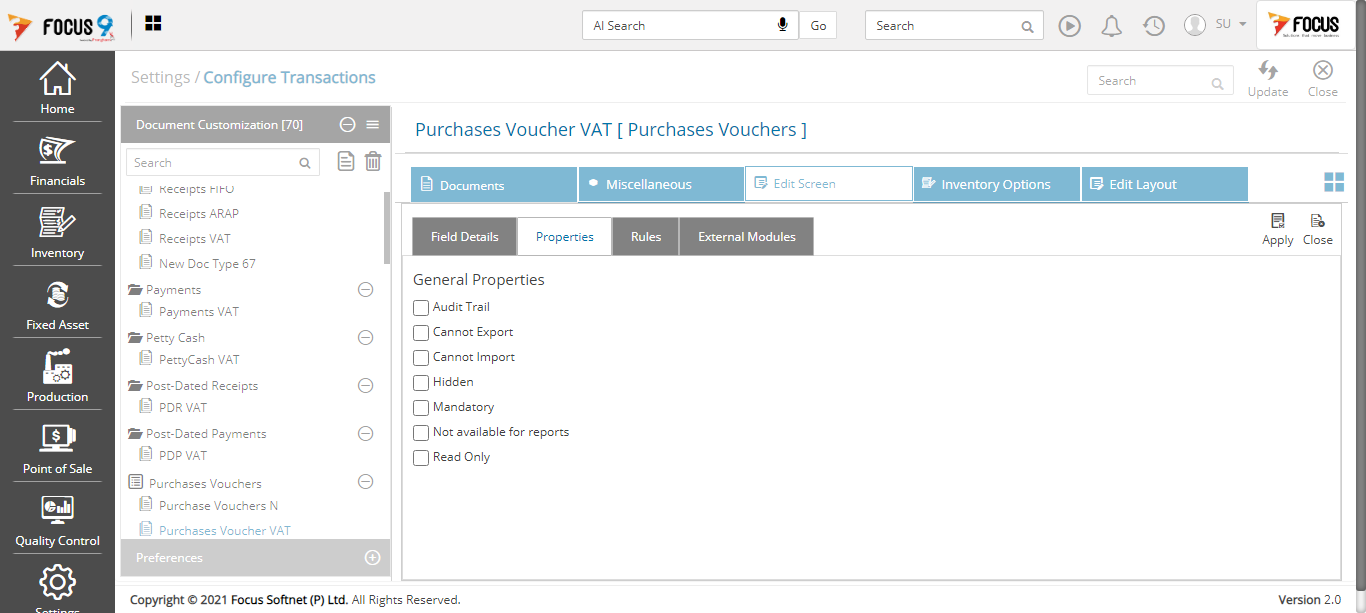 FOCUS 9
AI Search
Go
Search
SU
FOCUS
Home
Financials
Inventory
Fixed Asset
Production
Point of Sale
Quality Control
Settings
Settings / Configure Transactions
Search
Update
Close
Document Customization [70]
Search
Receipts FIFO
Receipts ARAP
Receipts VAT
New Doc Type 67
Payments
Payments VAT
Petty Cash
PettyCash VAT
Post-Dated Receipts
PDR VAT
Post-Dated Payments
PDP VAT
Purchases Vouchers
Purchase Vouchers N
Purchases Voucher VAT
Preferences
Purchases Voucher VAT [ Purchases Vouchers ]
Documents
Miscellaneous
Edit Screen
Inventory Options
Edit Layout
Field Details
Properties
Rules
External Modules
Apply
Close
General Properties
Audit Trail
Cannot Export
Cannot Import
Hidden
Mandatory
Not available for reports
Read Only
Copyright © 2021 Focus Softnet (P) Ltd. All Rights Reserved.
Version 2.0